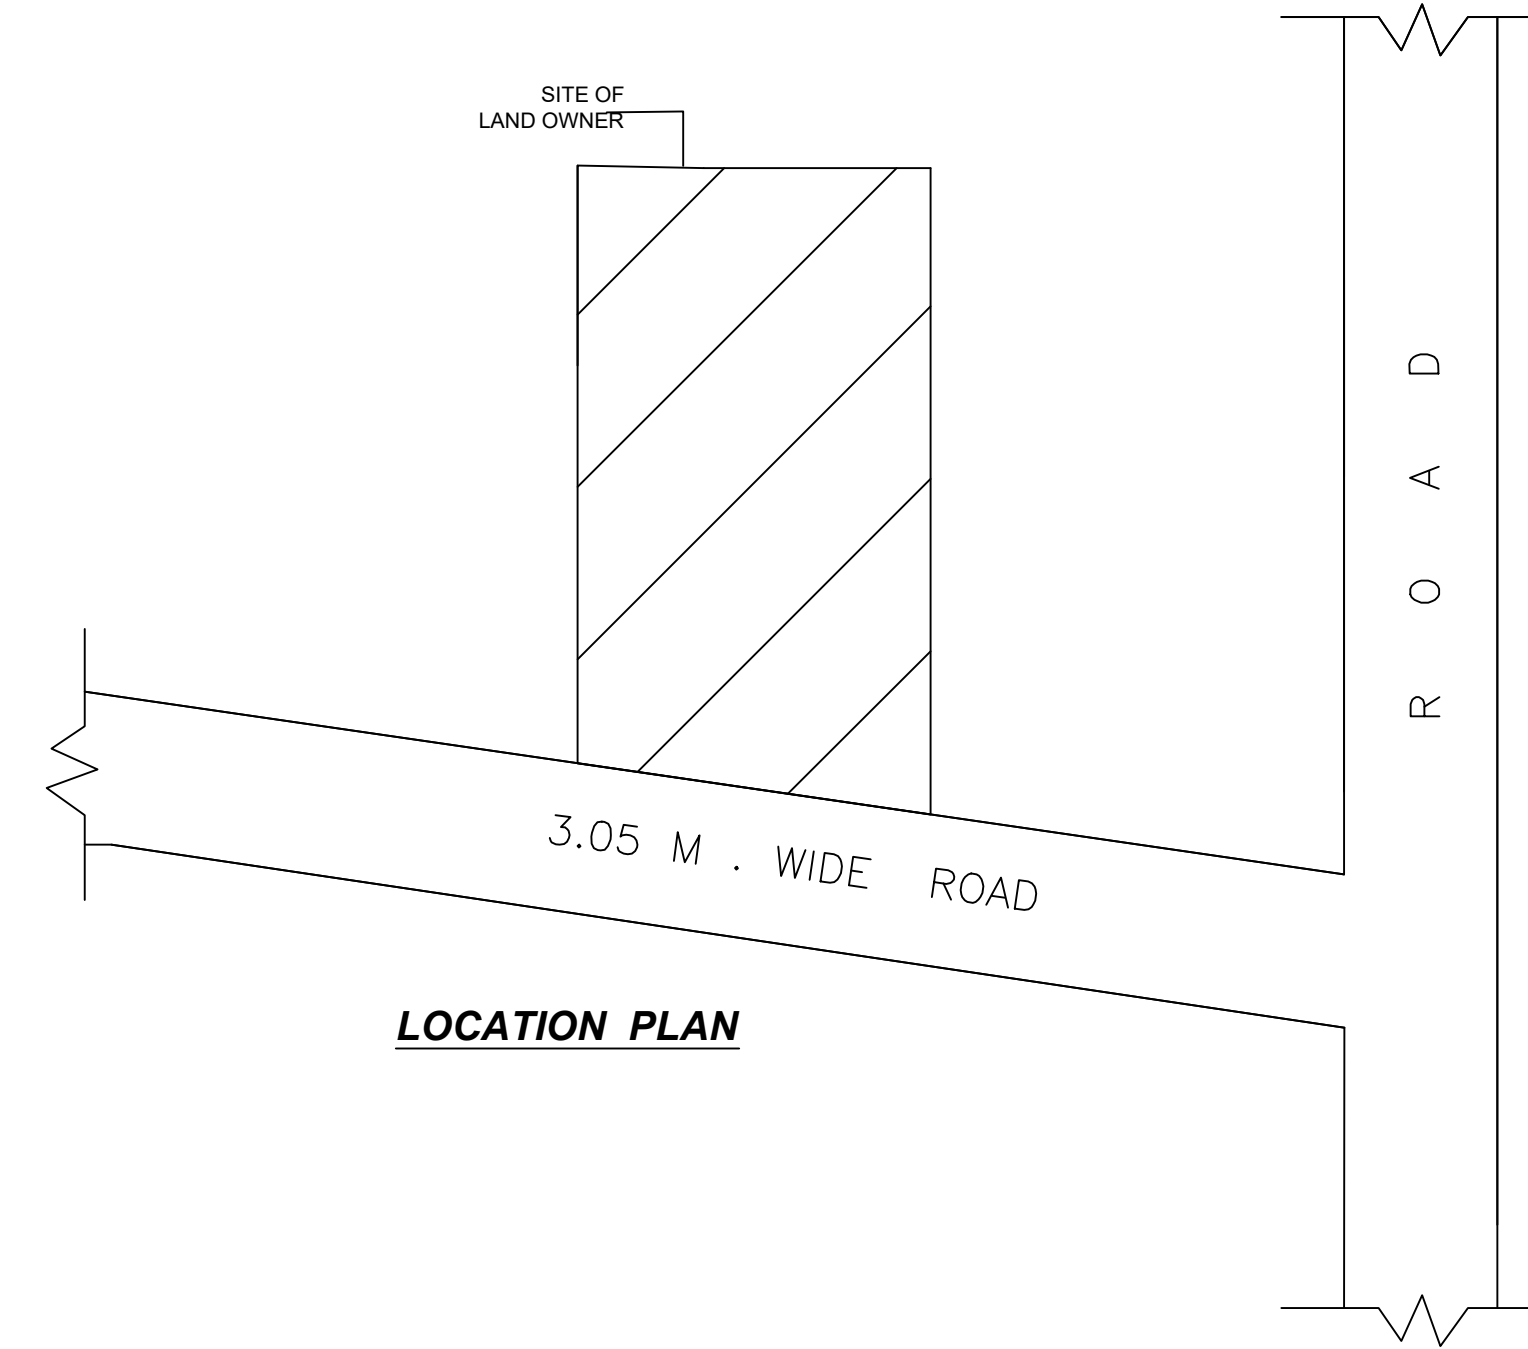 SITE OF
LAND OWNER
ROAD
3.05 M . WIDE ROAD
LOCATION PLAN